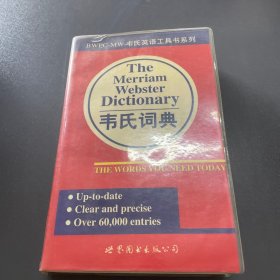 BWPC-MW-韦氏英语工具书系列
The
Merriam
Webster
Dictionary
韦氏词典
THE WORDS YOU NEED TODAY
• Up-to-date
• Clear and precise
• Over 60,000 entries
世界图书出版公司